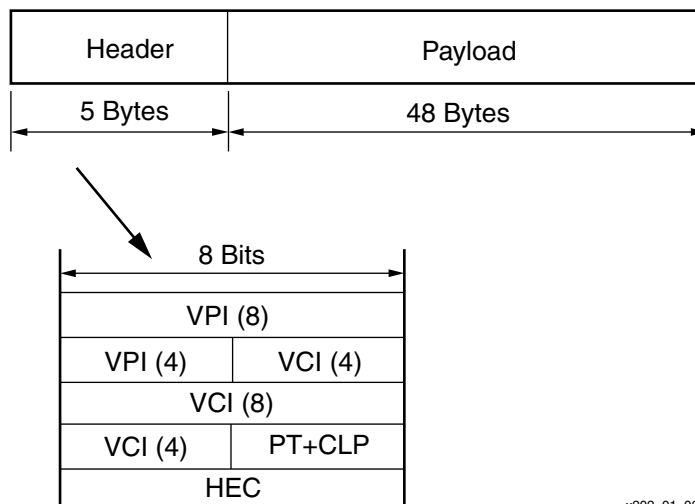 Header Payload
5 Bytes 48 Bytes
8 Bits
VPI (8)
VPI (4) VCI (4)
VCI (8)
VCI (4) PT+CLP
HEC